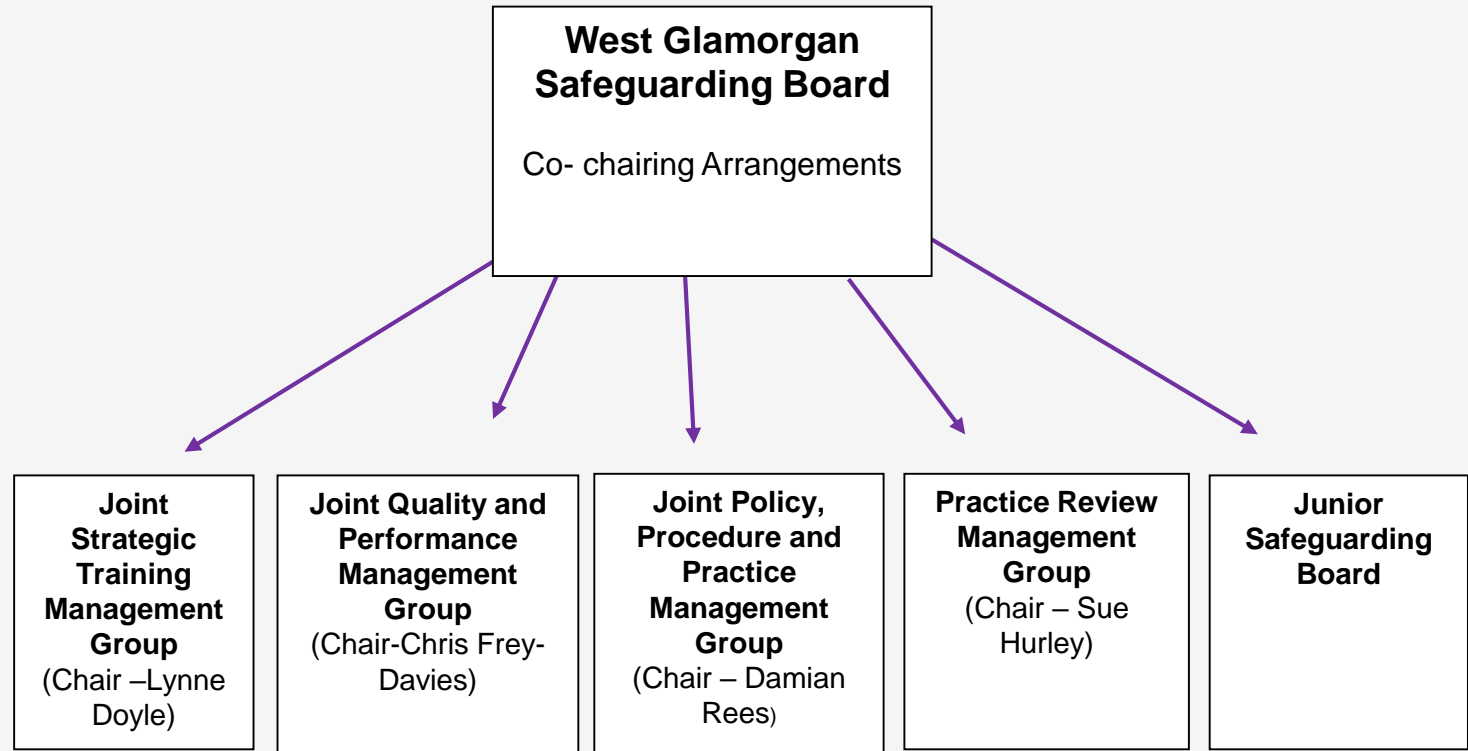 West Glamorgan
Safeguarding Board
Co- chairing Arrangements
Joint
Strategic
Training
Management
Group
(Chair –Lynne
Doyle)
Joint Quality and
Performance
Management
Group
(Chair-Chris Frey-
Davies)
Joint Policy,
Procedure and
Practice
Management
Group
(Chair – Damian
Rees)
Practice Review
Management
Group
(Chair – Sue
Hurley)
Junior
Safeguarding
Board